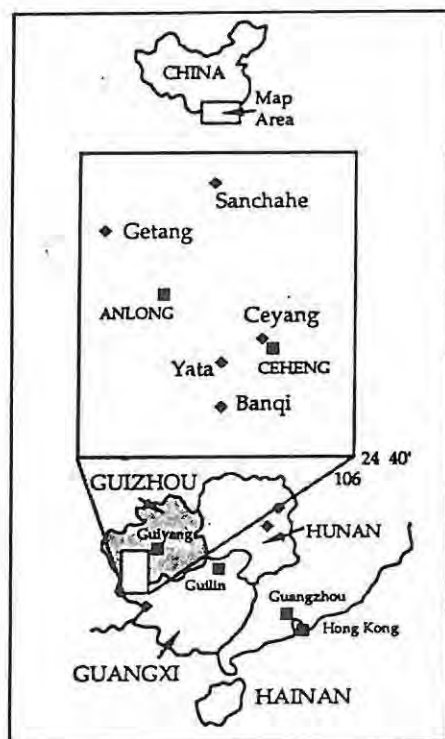 CHINA
Map
Area
Sanchahe
Getang
ANLONG
Ceyang
Yata
CEHENG
Banqi
24 40'
106
GUIZHOU
Guiyang
HUNAN
Guilin
Guangzhou
Hong Kong
GUANGXI
HAINAN